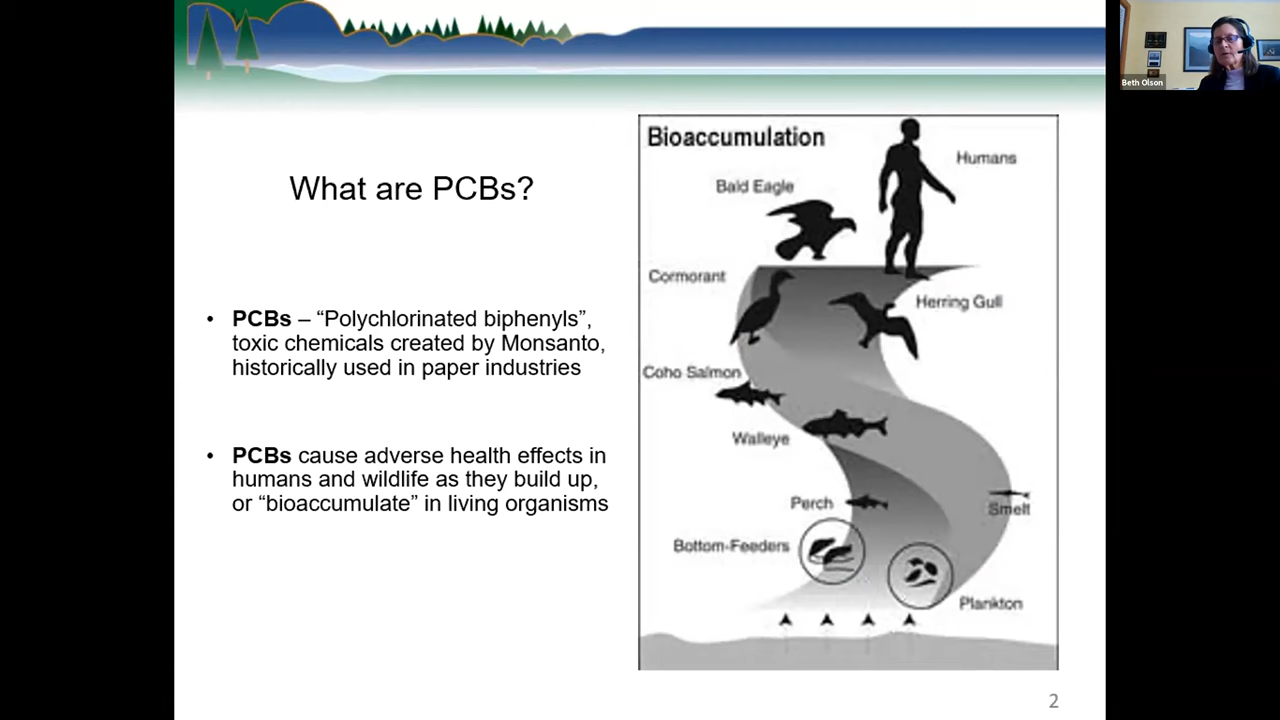 Beth Olson
What are PCBs?
• PCBs – “Polychlorinated biphenyls”,
toxic chemicals created by Monsanto,
historically used in paper industries
• PCBs cause adverse health effects in
humans and wildlife as they build up,
or “bioaccumulate” in living organisms
Bioaccumulation
Humans
Bald Eagle
Cormorant
Herring Gull
Coho Salmon
Walleye
Perch
Smelt
Bottom-Feeders
Plankton
2